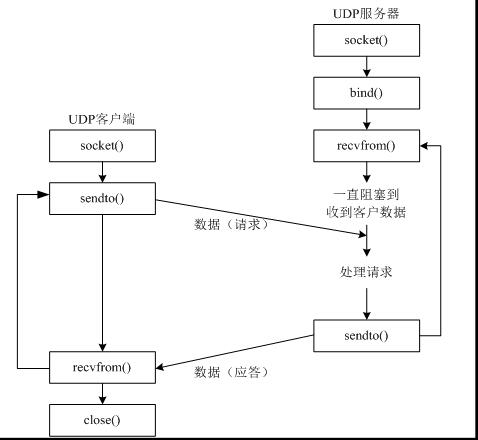 UDP服务器
socket()
bind()
recvfrom()
一直阻塞到
收到客户数据
处理请求
sendto()
UDP客户端
socket()
sendto()
数据（请求）
数据（应答）
recvfrom()
close()